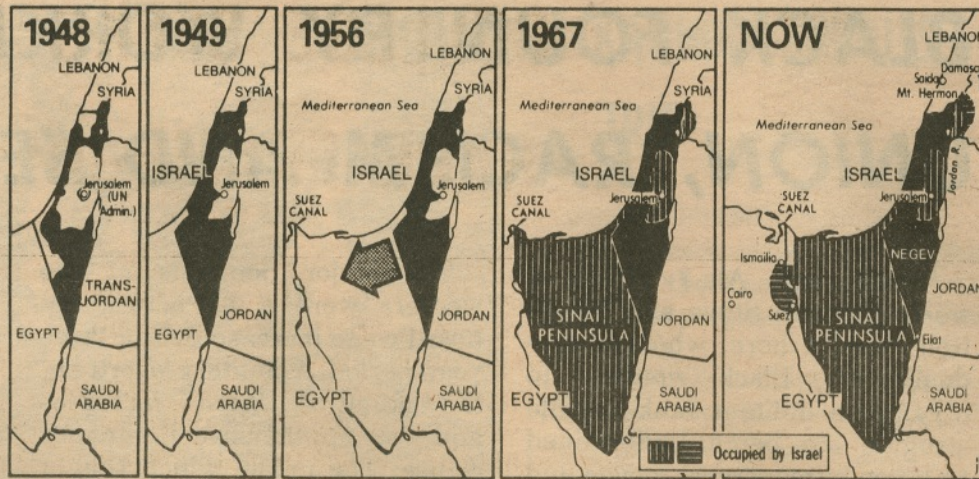 1948
LEBANON
SYRIA
Jerusalem
(UN
Admin.)
TRANS-
JORDAN
EGYPT
SAUDI
ARABIA
1949
LEBANON
SYRIA
ISRAEL
Jerusalem
JORDAN
EGYPT
SAUDI
ARABIA
1956
LEBANON
SYRIA
Mediterranean Sea
ISRAEL
Jerusalem
SUEZ
CANAL
JORDAN
EGYPT
SAUDI
ARABIA
1967
LEBANON
SYRIA
Mediterranean Sea
ISRAEL
Jerusalem
SUEZ
CANAL
SINAI
PENINSULA
JORDAN
EGYPT
SAUDI
ARABIA
NOW
LEBANON
Saida
Mt. Hermon
Mediterranean Sea
ISRAEL
Jordan R.
Jerusalem
SUEZ
CANAL
Ismailia
NEGEV
Cairo
Suez
JORDAN
SINAI
PENINSULA
Eilat
EGYPT
SAUDI
ARABIA
Occupied by Israel